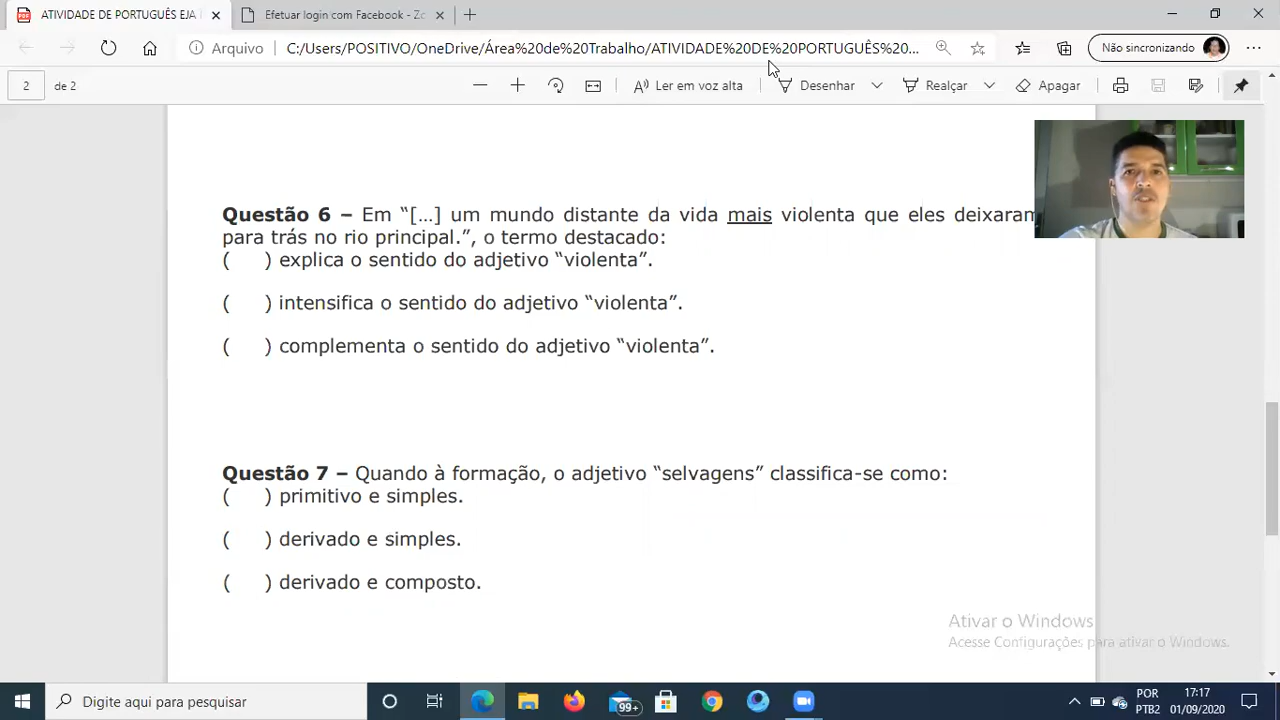 ATIVIDADE DE PORTUGUÊS EJA
Efetuar login com Facebook - Zo
Arquivo
C:/Users/POSITIVO/OneDrive/Área%20de%20Trabalho/ATIVIDADE%20DE%20PORTUGUÊS%20...
Não sincronizando
2 de 2
Ler em voz alta
Desenhar
Realçar
Apagar
Questão 6 – Em “[...] um mundo distante da vida mais violenta que eles deixaram
para trás no rio principal.”, o termo destacado:
( ) explica o sentido do adjetivo “violenta”.
( ) intensifica o sentido do adjetivo “violenta”.
( ) complementa o sentido do adjetivo “violenta”.
Questão 7 – Quando à formação, o adjetivo “selvagens” classifica-se como:
( ) primitivo e simples.
( ) derivado e simples.
( ) derivado e composto.
Ativar o Windows
Acesse Configurações para ativar o Windows.
Digite aqui para pesquisar
99+
POR
PTB2
17:17
01/09/2020